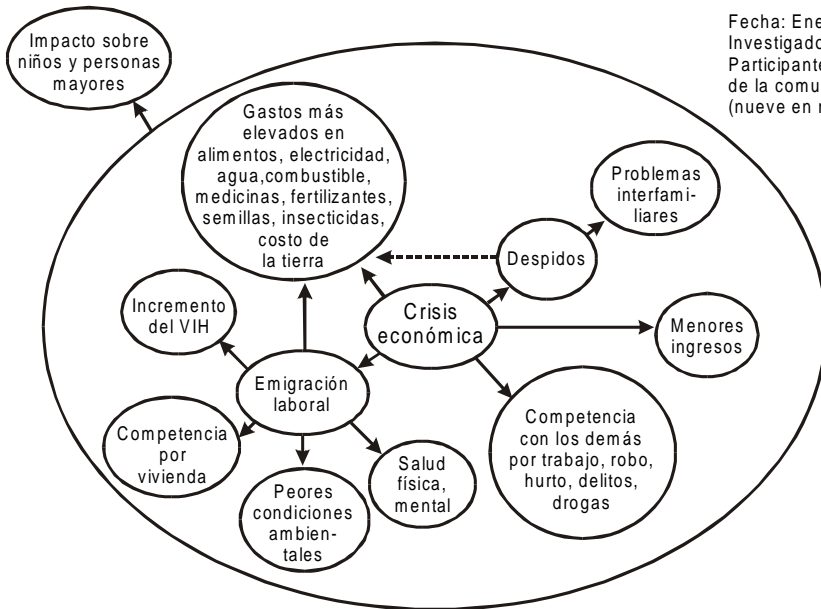 Impacto sobre
niños y personas
mayores
Fecha: Ene
Investigado
Participante
de la comu
(nueve en
Gastos más
elevados en
alimentos, electricidad,
agua,combustible,
medicinas, fertilizantes,
semillas, insecticidas,
costo de
la tierra
Problemas
interfami-
liares
Despidos
Incremento
del VIH
Crisis
económica
Menores
ingresos
Emigración
laboral
Competencia
por
vivienda
Competencia
con los demás
por trabajo, robo,
hurto, delitos,
drogas
Salud
física,
mental
Peores
condiciones
ambien-
tales